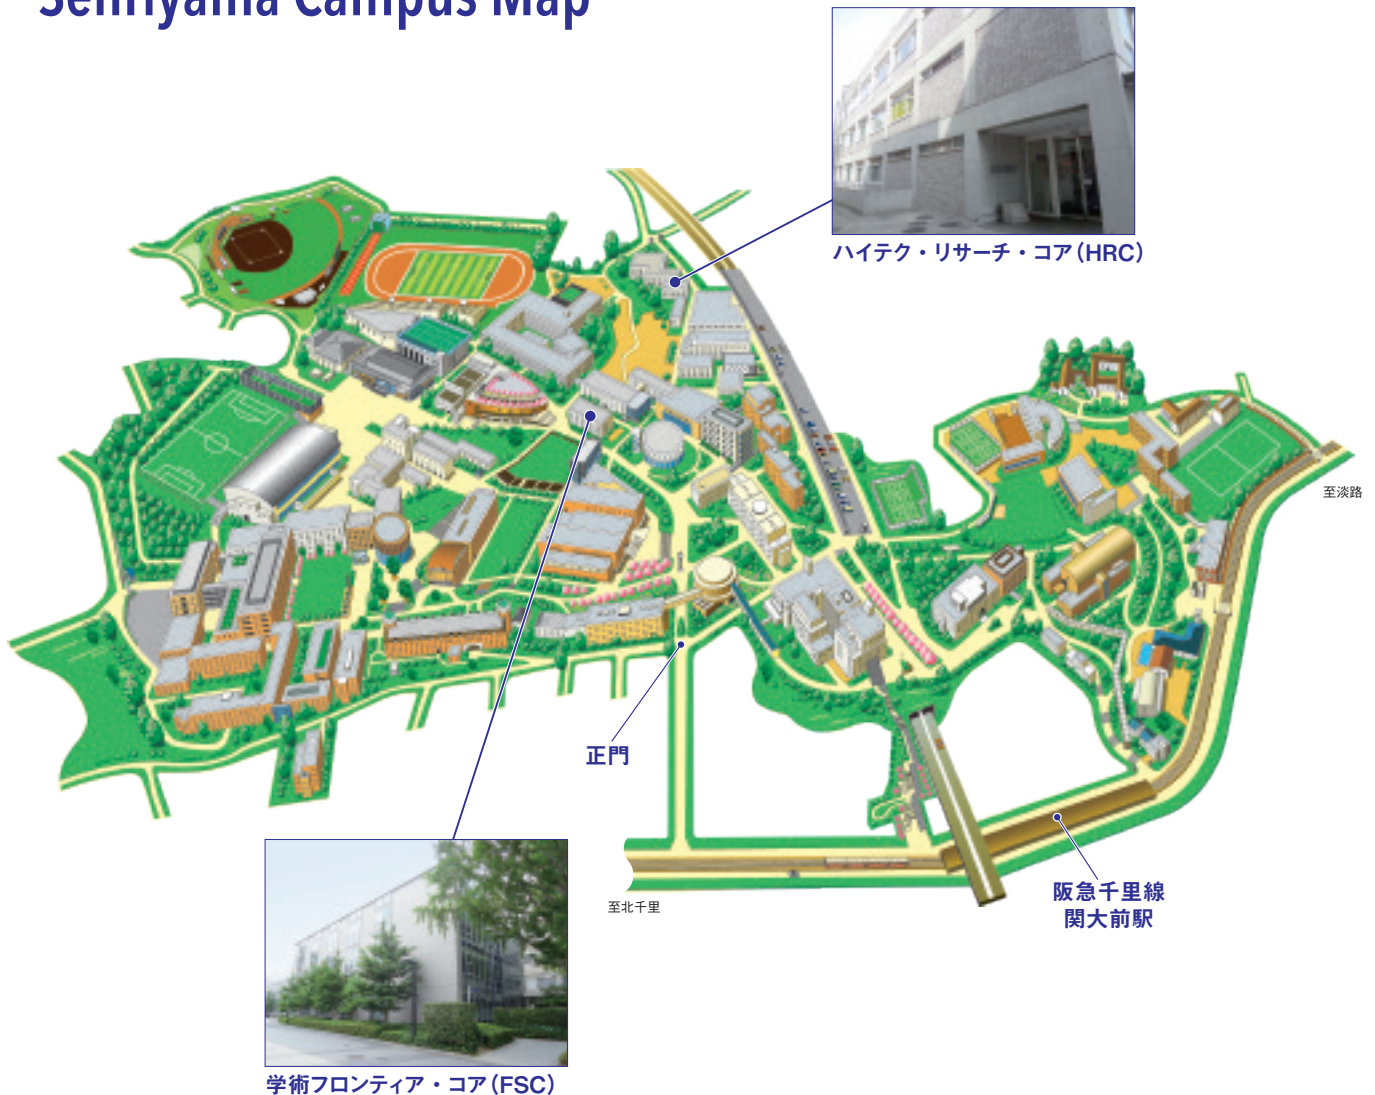 Senriyama Campus Map
ハイテク・リサーチ・コア(HRC)
至淡路
正門
阪急千里線
関大前駅
至北千里
学術フロンティア・コア(FSC)